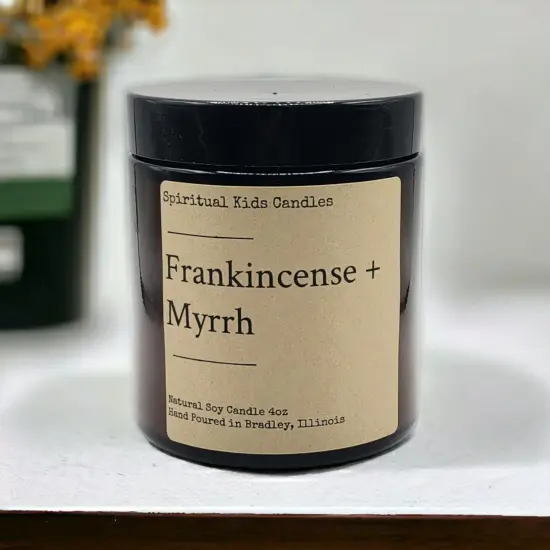 Spiritual Kids Candles
Frankincense +
Myrrh
Natural Soy Candle 4oz
Hand Poured in Bradley, Illinois